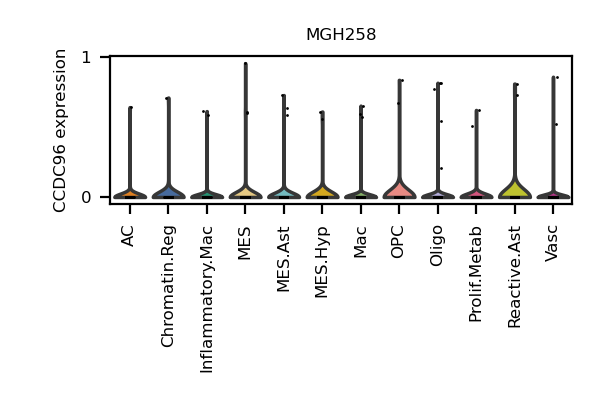 MGH258
CCDC96 expression
1
0
AC
Chromatin.Reg
Inflammatory.Mac
MES
MES.Ast
MES.Hyp
Mac
OPC
Oligo
Prolif.Metab
Reactive.Ast
Vasc